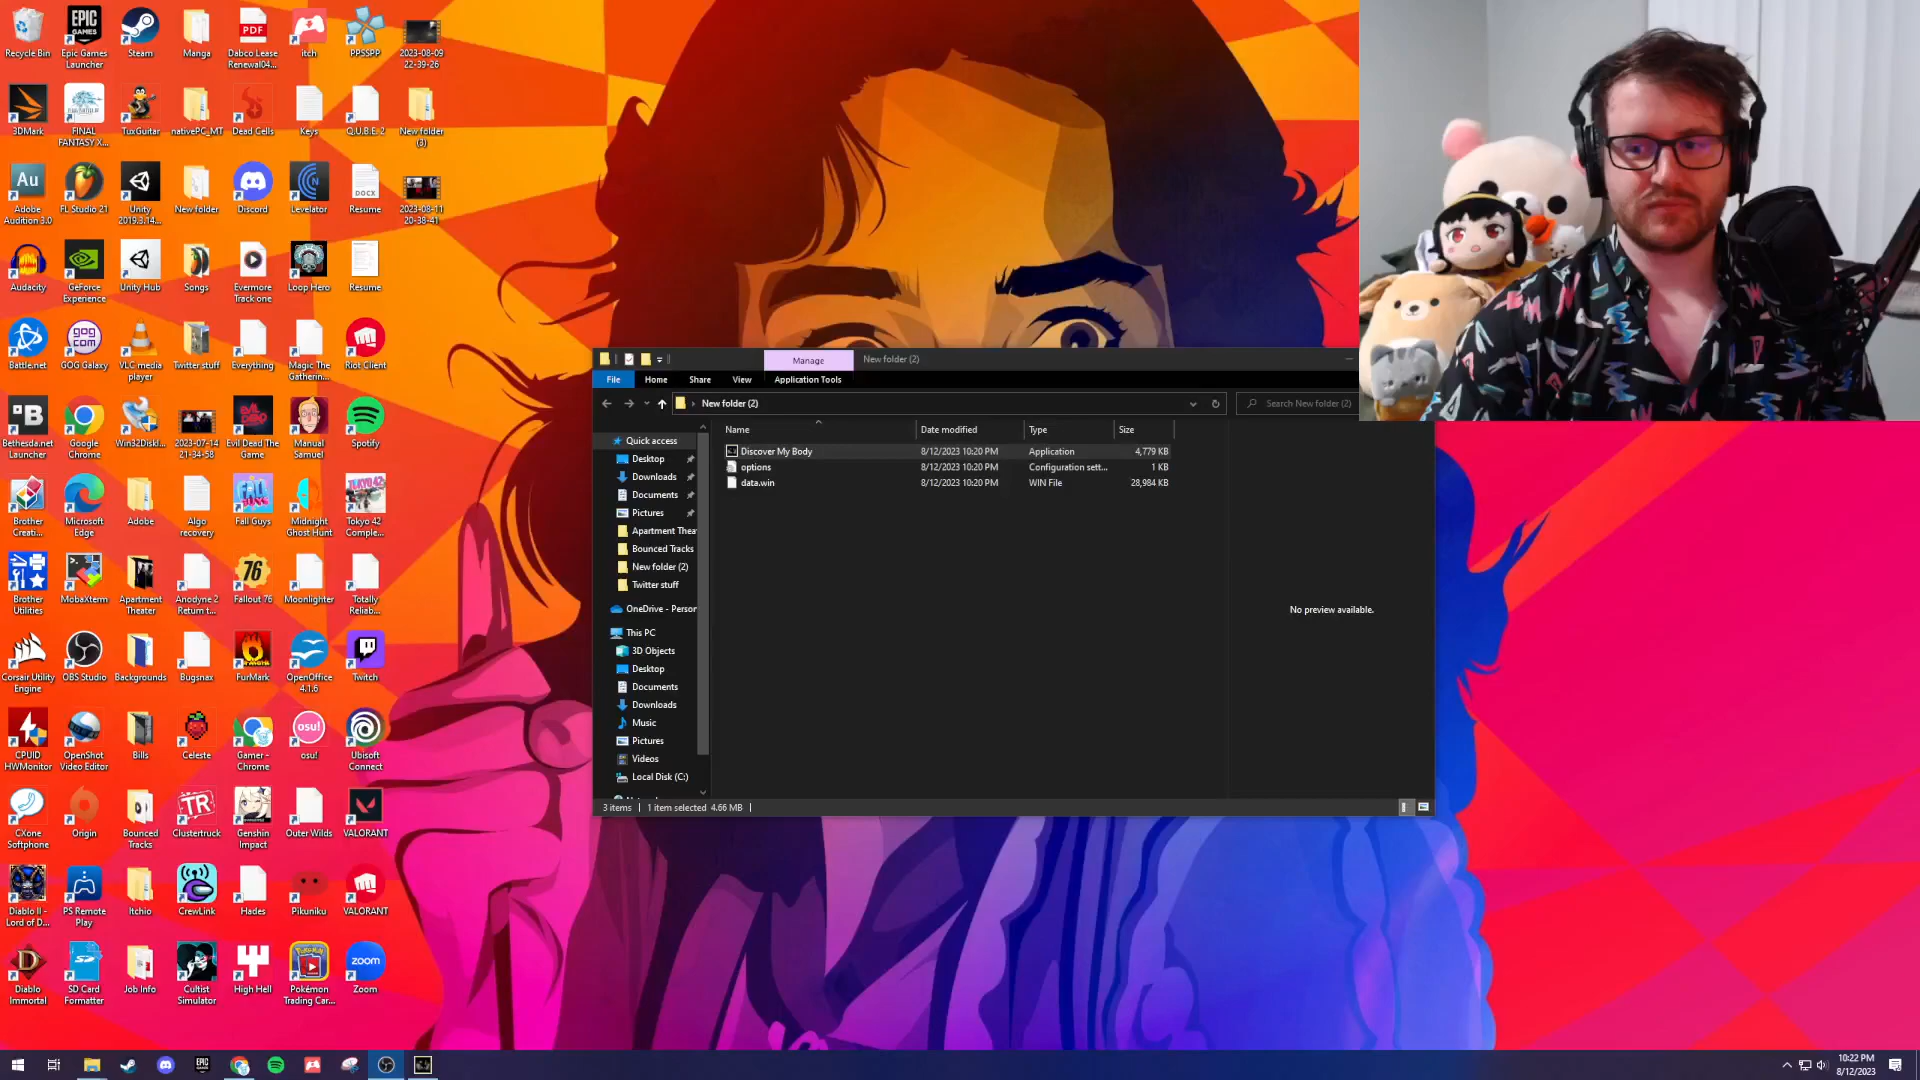 Recycle Bin
Epic Games
Launcher
Steam
Manga
Dabco Lease
Renewal04...
itch
PPSSPP
2023-08-09
22-39-26
3DMark
FINAL
FANTASY X...
TuxGuitar
nativePC_MT
Dead Cells
Keys
Q.U.B.E. 2
New folder
(3)
Adobe
Audition 3.0
FL Studio 21
Unity
2019.3.14...
New folder
Discord
Levelator
Resume
2023-08-11
20-38-41
Audacity
GeForce
Experience
Unity Hub
Songs
Evermore
Track one
Loop Hero
Resume
Battle.net
GOG Galaxy
VLC media
player
Twitter stuff
Everything
Magic The
Gatherin...
Riot Client
Bethesda.net
Launcher
Google
Chrome
Win32Diskl...
2023-07-14
21-34-58
Evil Dead The
Game
Manual
Samuel
Spotify
Brother
Creati...
Microsoft
Edge
Adobe
Algo
recovery
Fall Guys
Midnight
Ghost Hunt
Tokyo 42
Comple...
Brother
Utilities
MobaXterm
Apartment
Theater
Anodyne 2
Return t...
Fallout 76
Moonlighter
Totally
Reliab...
Corsair Utility
Engine
OBS Studio
Backgrounds
Bugsnax
FurMark
OpenOffice
4.1.6
Twitch
CPUID
HWMonitor
OpenShot
Video Editor
Bills
Celeste
Gamer -
Chrome
osu!
Ubisoft
Connect
CXone
Softphone
Origin
Bounced
Tracks
Clustertruck
Genshin
Impact
Outer Wilds
VALORANT
Diablo II -
Lord of D...
PS Remote
Play
Itchio
CrewLink
Hades
Pikuniku
VALORANT
Diablo
Immortal
SD Card
Formatter
Job Info
Cultist
Simulator
High Hell
Pokémon
Trading Car...
Zoom
Manage
New folder (2)
File
Home
Share
View
Application Tools
New folder (2)
Search New folder (2)
Name
Date modified
Type
Size
Discover My Body
8/12/2023 10:20 PM
Application
4,779 KB
options
8/12/2023 10:20 PM
Configuration sett...
1 KB
data.win
8/12/2023 10:20 PM
WIN File
28,984 KB
Quick access
Desktop
Downloads
Documents
Pictures
Apartment Thea
Bounced Tracks
New folder (2)
Twitter stuff
OneDrive - Person
This PC
3D Objects
Desktop
Documents
Downloads
Music
Pictures
Videos
Local Disk (C:)
No preview available.
3 items
1 item selected 4.66 MB
10:22 PM
8/12/2023